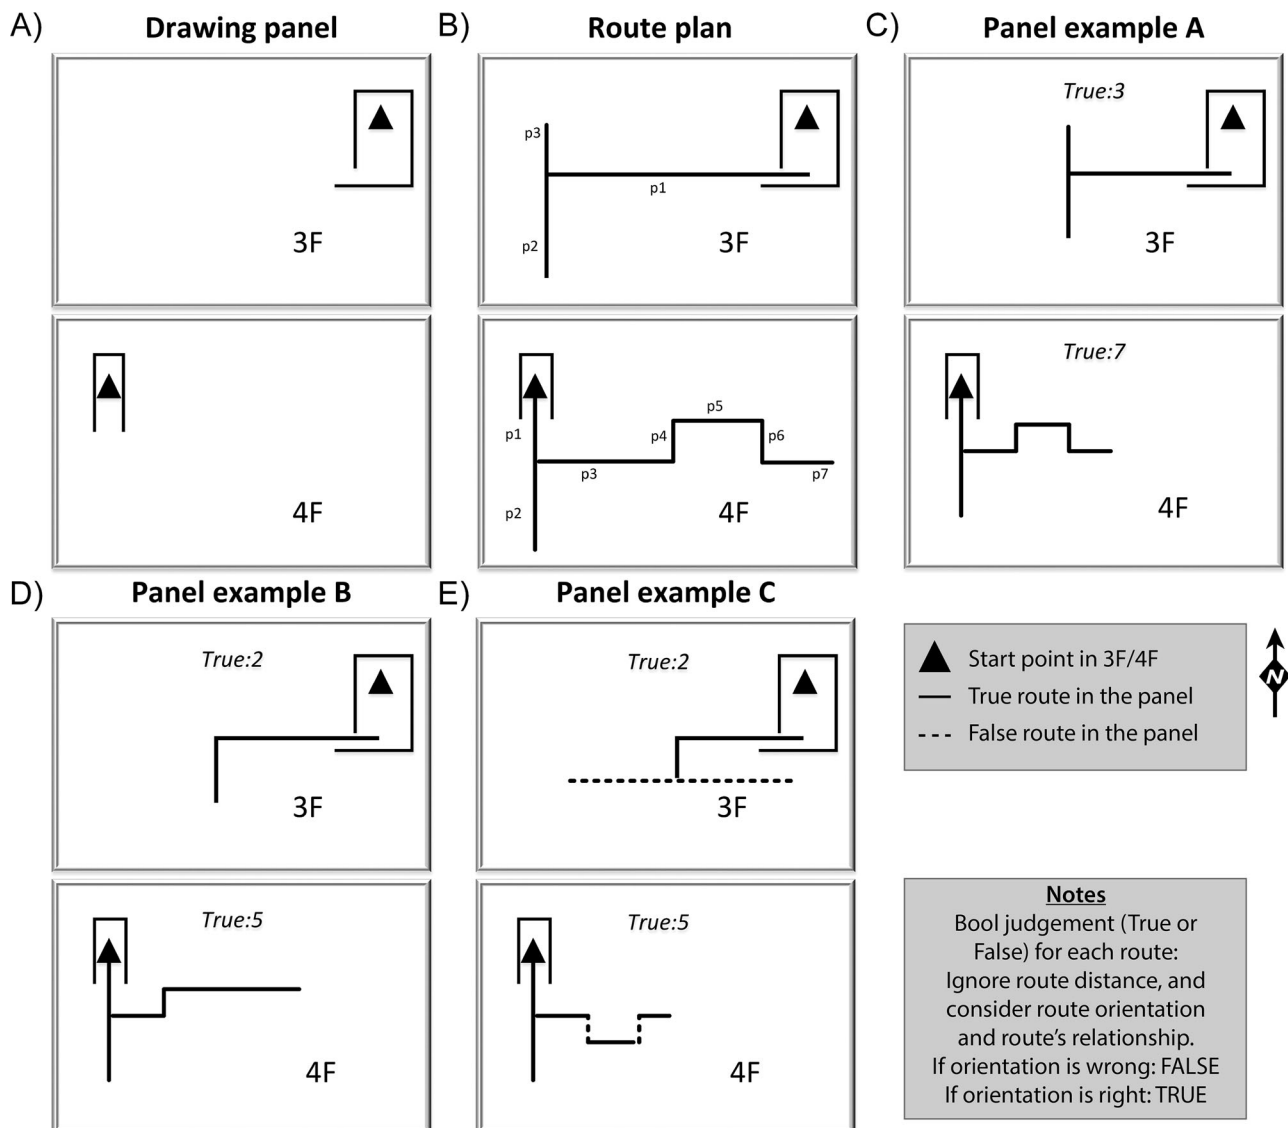 A) Drawing panel
B) Route plan
C) Panel example A
3F
p3
p1
p2
3F
True:3
3F
4F
p1
p2
p3
p4
p5
p6
p7
4F
True:7
4F
D) Panel example B
E) Panel example C
True:2
3F
True:2
3F
Start point in 3F/4F
True route in the panel
False route in the panel
N
True:5
4F
True:5
4F
Notes
Bool judgement (True or
False) for each route:
Ignore route distance, and
consider route orientation
and route's relationship.
If orientation is wrong: FALSE
If orientation is right: TRUE